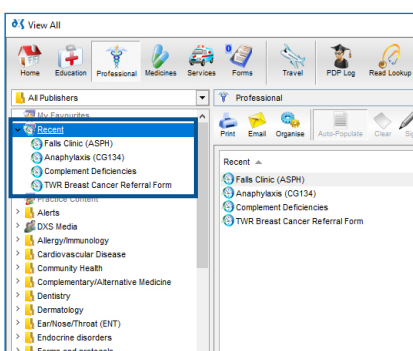 View All
Home Education Professional Medicines Services Forms Travel PDP Log Read Lookup
All Publishers
My Favourites
Recent
Falls Clinic (ASPH)
Anaphylaxis (CG134)
Complement Deficiencies
TWR Breast Cancer Referral Form
Practice Content
Alerts
DXS Media
Allergy/Immunology
Cardiovascular Disease
Community Health
Complementary/Alternative Medicine
Dentistry
Dermatology
Ear/Nose/Throat (ENT)
Endocrine disorders
Forms and protocols
Professional
Print Email Organise Auto-Populate Clear
Recent
Falls Clinic (ASPH)
Anaphylaxis (CG134)
Complement Deficiencies
TWR Breast Cancer Referral Form